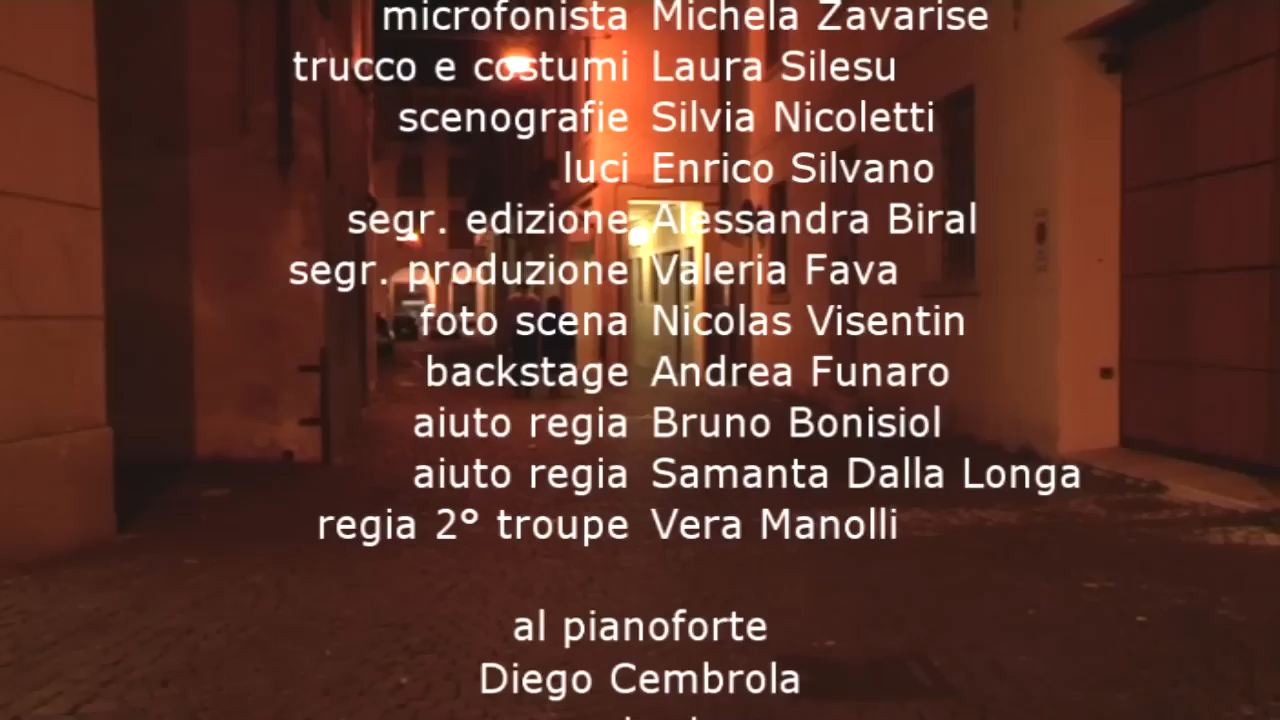 microfonista Michela Zavarise
trucco e costumi Laura Silesu
scenografie Silvia Nicoletti
luci Enrico Silvano
segr. edizione Alessandra Biral
segr. produzione Valeria Fava
foto scena Nicolas Visentin
backstage Andrea Funaro
aiuto regia Bruno Bonisiol
aiuto regia Samanta Dalla Longa
regia 2° troupe Vera Manolli
al pianoforte
Diego Cembrola